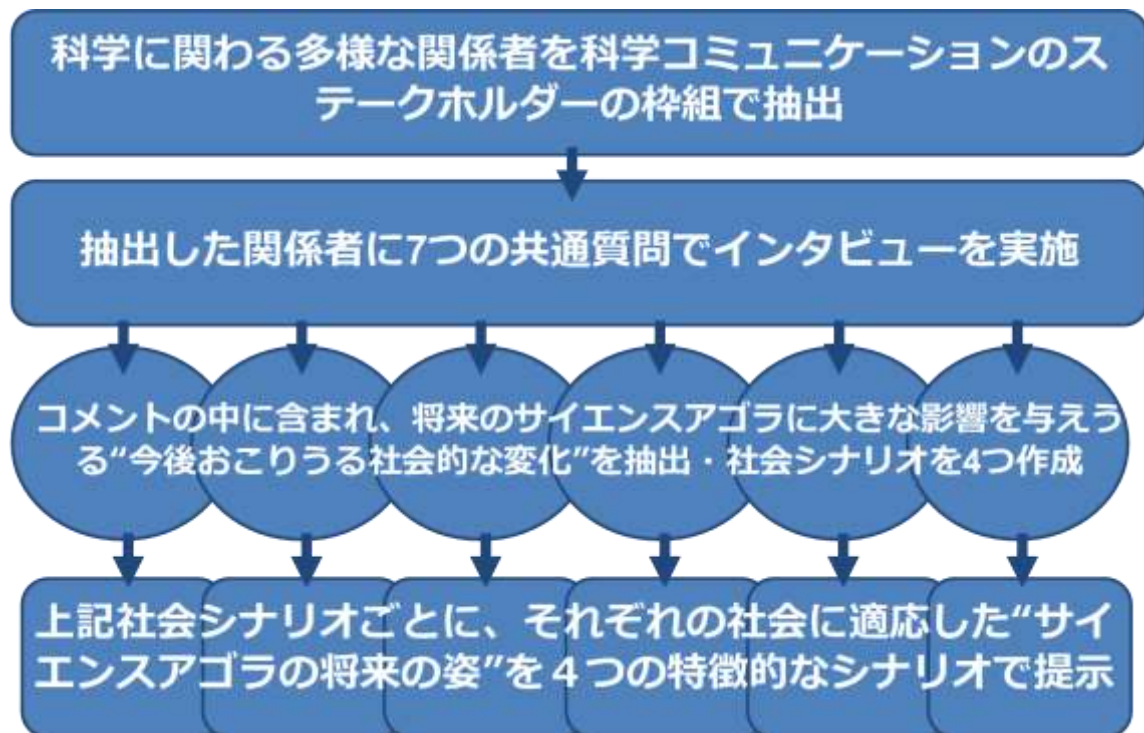 科学に関わる多様な関係者を科学コミュニケーションのス
テークホルダーの枠組で抽出
抽出した関係者に7つの共通質問でインタビューを実施
コメントの中に含まれ、将来のサイエンスアゴラに大きな影響を与えう
る“今後おこりうる社会的な変化”を抽出・社会シナリオを4つ作成
上記社会シナリオごとに、それぞれの社会に適応した“サイ
エンスアゴラの将来の姿”を４つの特徴的なシナリオで提示